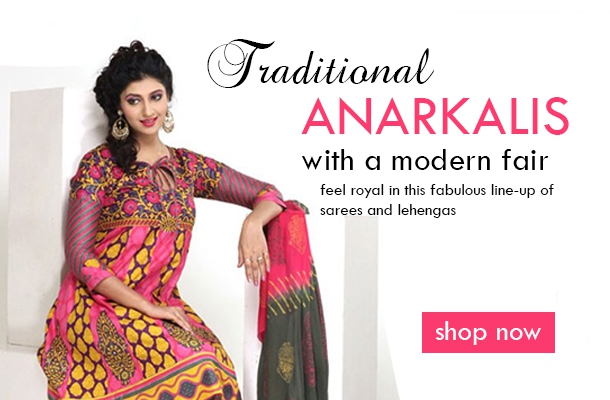 Traditional
ANARKALIS
with a modern fair
feel royal in this fabulous line-up of
sarees and lehengas
shop now